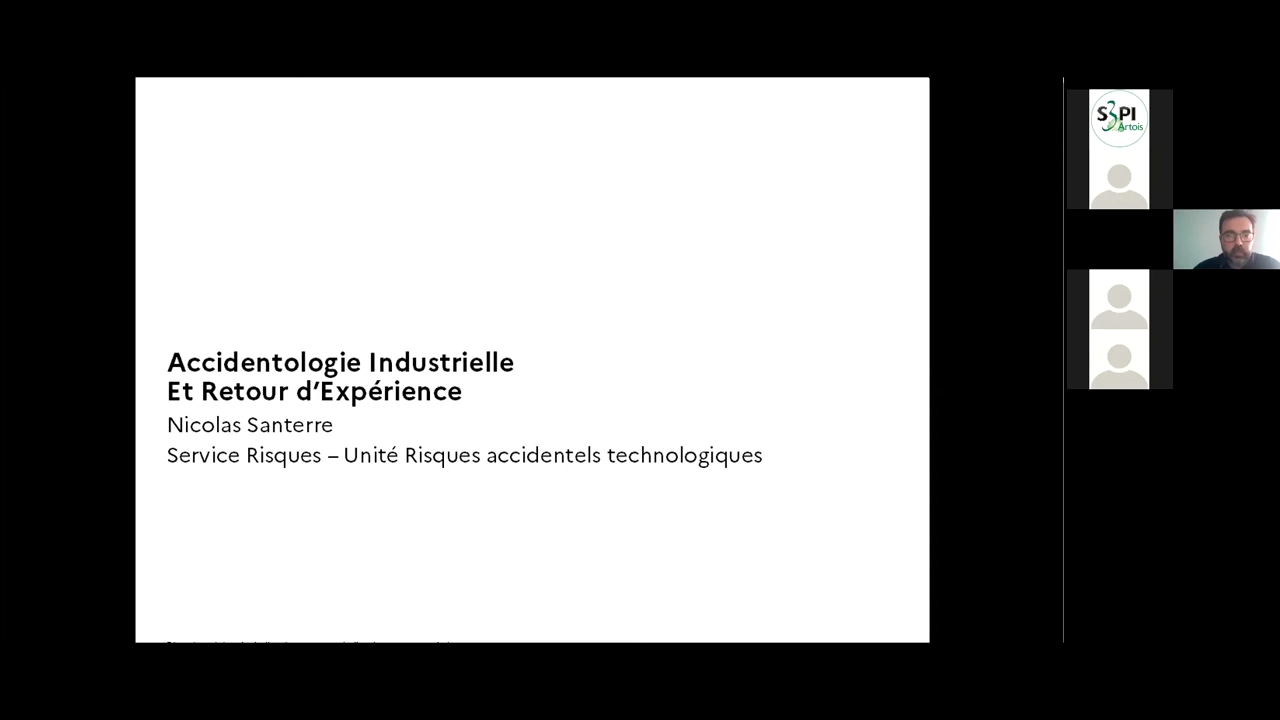 Accidentologie Industrielle
Et Retour d’Expérience
Nicolas Santerre
Service Risques – Unité Risques accidentels technologiques
S3PI
Artois